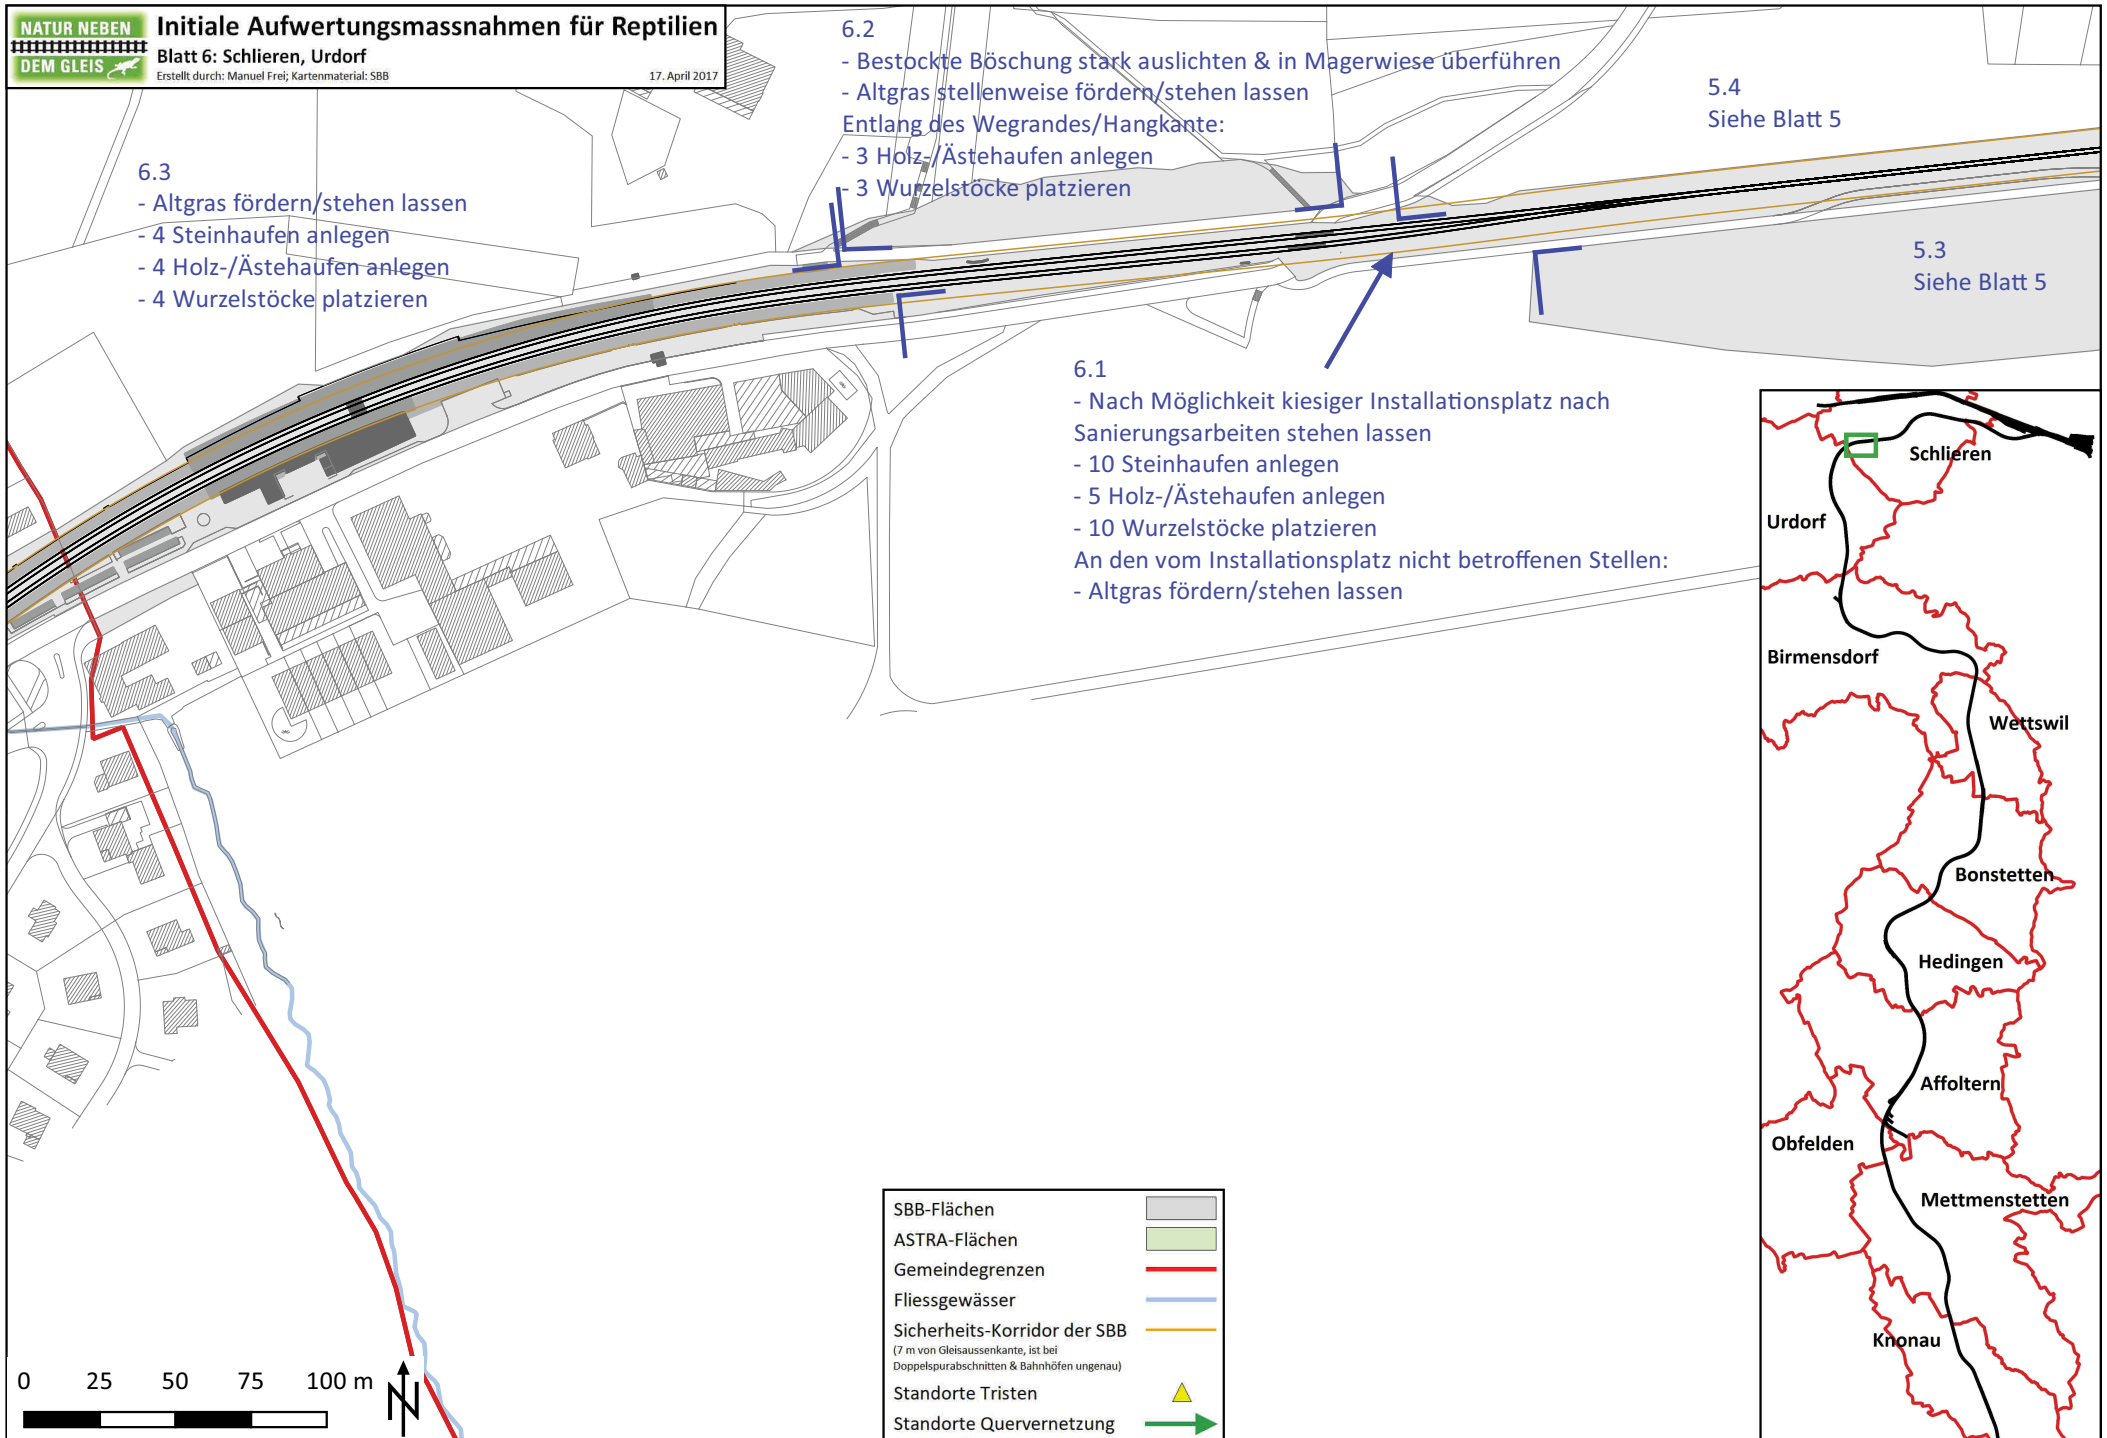 NATUR NEBEN
DEM GLEIS
Initiale Aufwertungsmassnahmen für Reptilien
Blatt 6: Schlieren, Urdorf
Erstellt durch: Manuel Frei; Kartenmaterial: SBB
17. April 2017
6.2
- Bestockte Böschung stark auslichten & in Magerwiese überführen
- Altgras stellenweise fördern/stehen lassen
Entlang des Wegrandes/Hangkante:
- 3 Holz-/Ästehaufen anlegen
- 3 Wurzelstöcke platzieren
5.4
Siehe Blatt 5
6.3
- Altgras fördern/stehen lassen
- 4 Steinhaufen anlegen
- 4 Holz-/Ästehaufen anlegen
- 4 Wurzelstöcke platzieren
5.3
Siehe Blatt 5
6.1
- Nach Möglichkeit kiesiger Installationsplatz nach
Sanierungsarbeiten stehen lassen
- 10 Steinhaufen anlegen
- 5 Holz-/Ästehaufen anlegen
- 10 Wurzelstöcke platzieren
An den vom Installationsplatz nicht betroffenen Stellen:
- Altgras fördern/stehen lassen
Schlieren
Urdorf
Birmensdorf
Wettswil
Bonstetten
Hedingen
Affoltern
Obfelden
Mettmenstetten
Knonau
SBB-Flächen
ASTRA-Flächen
Gemeindegrenzen
Fliessgewässer
Sicherheits-Korridor der SBB
(7 m von Gleisaussenkante, ist bei
Doppelspurabschnitten & Bahnhöfen ungenau)
Standorte Tristen
Standorte Quervernetzung
0 25 50 75 100 m
N